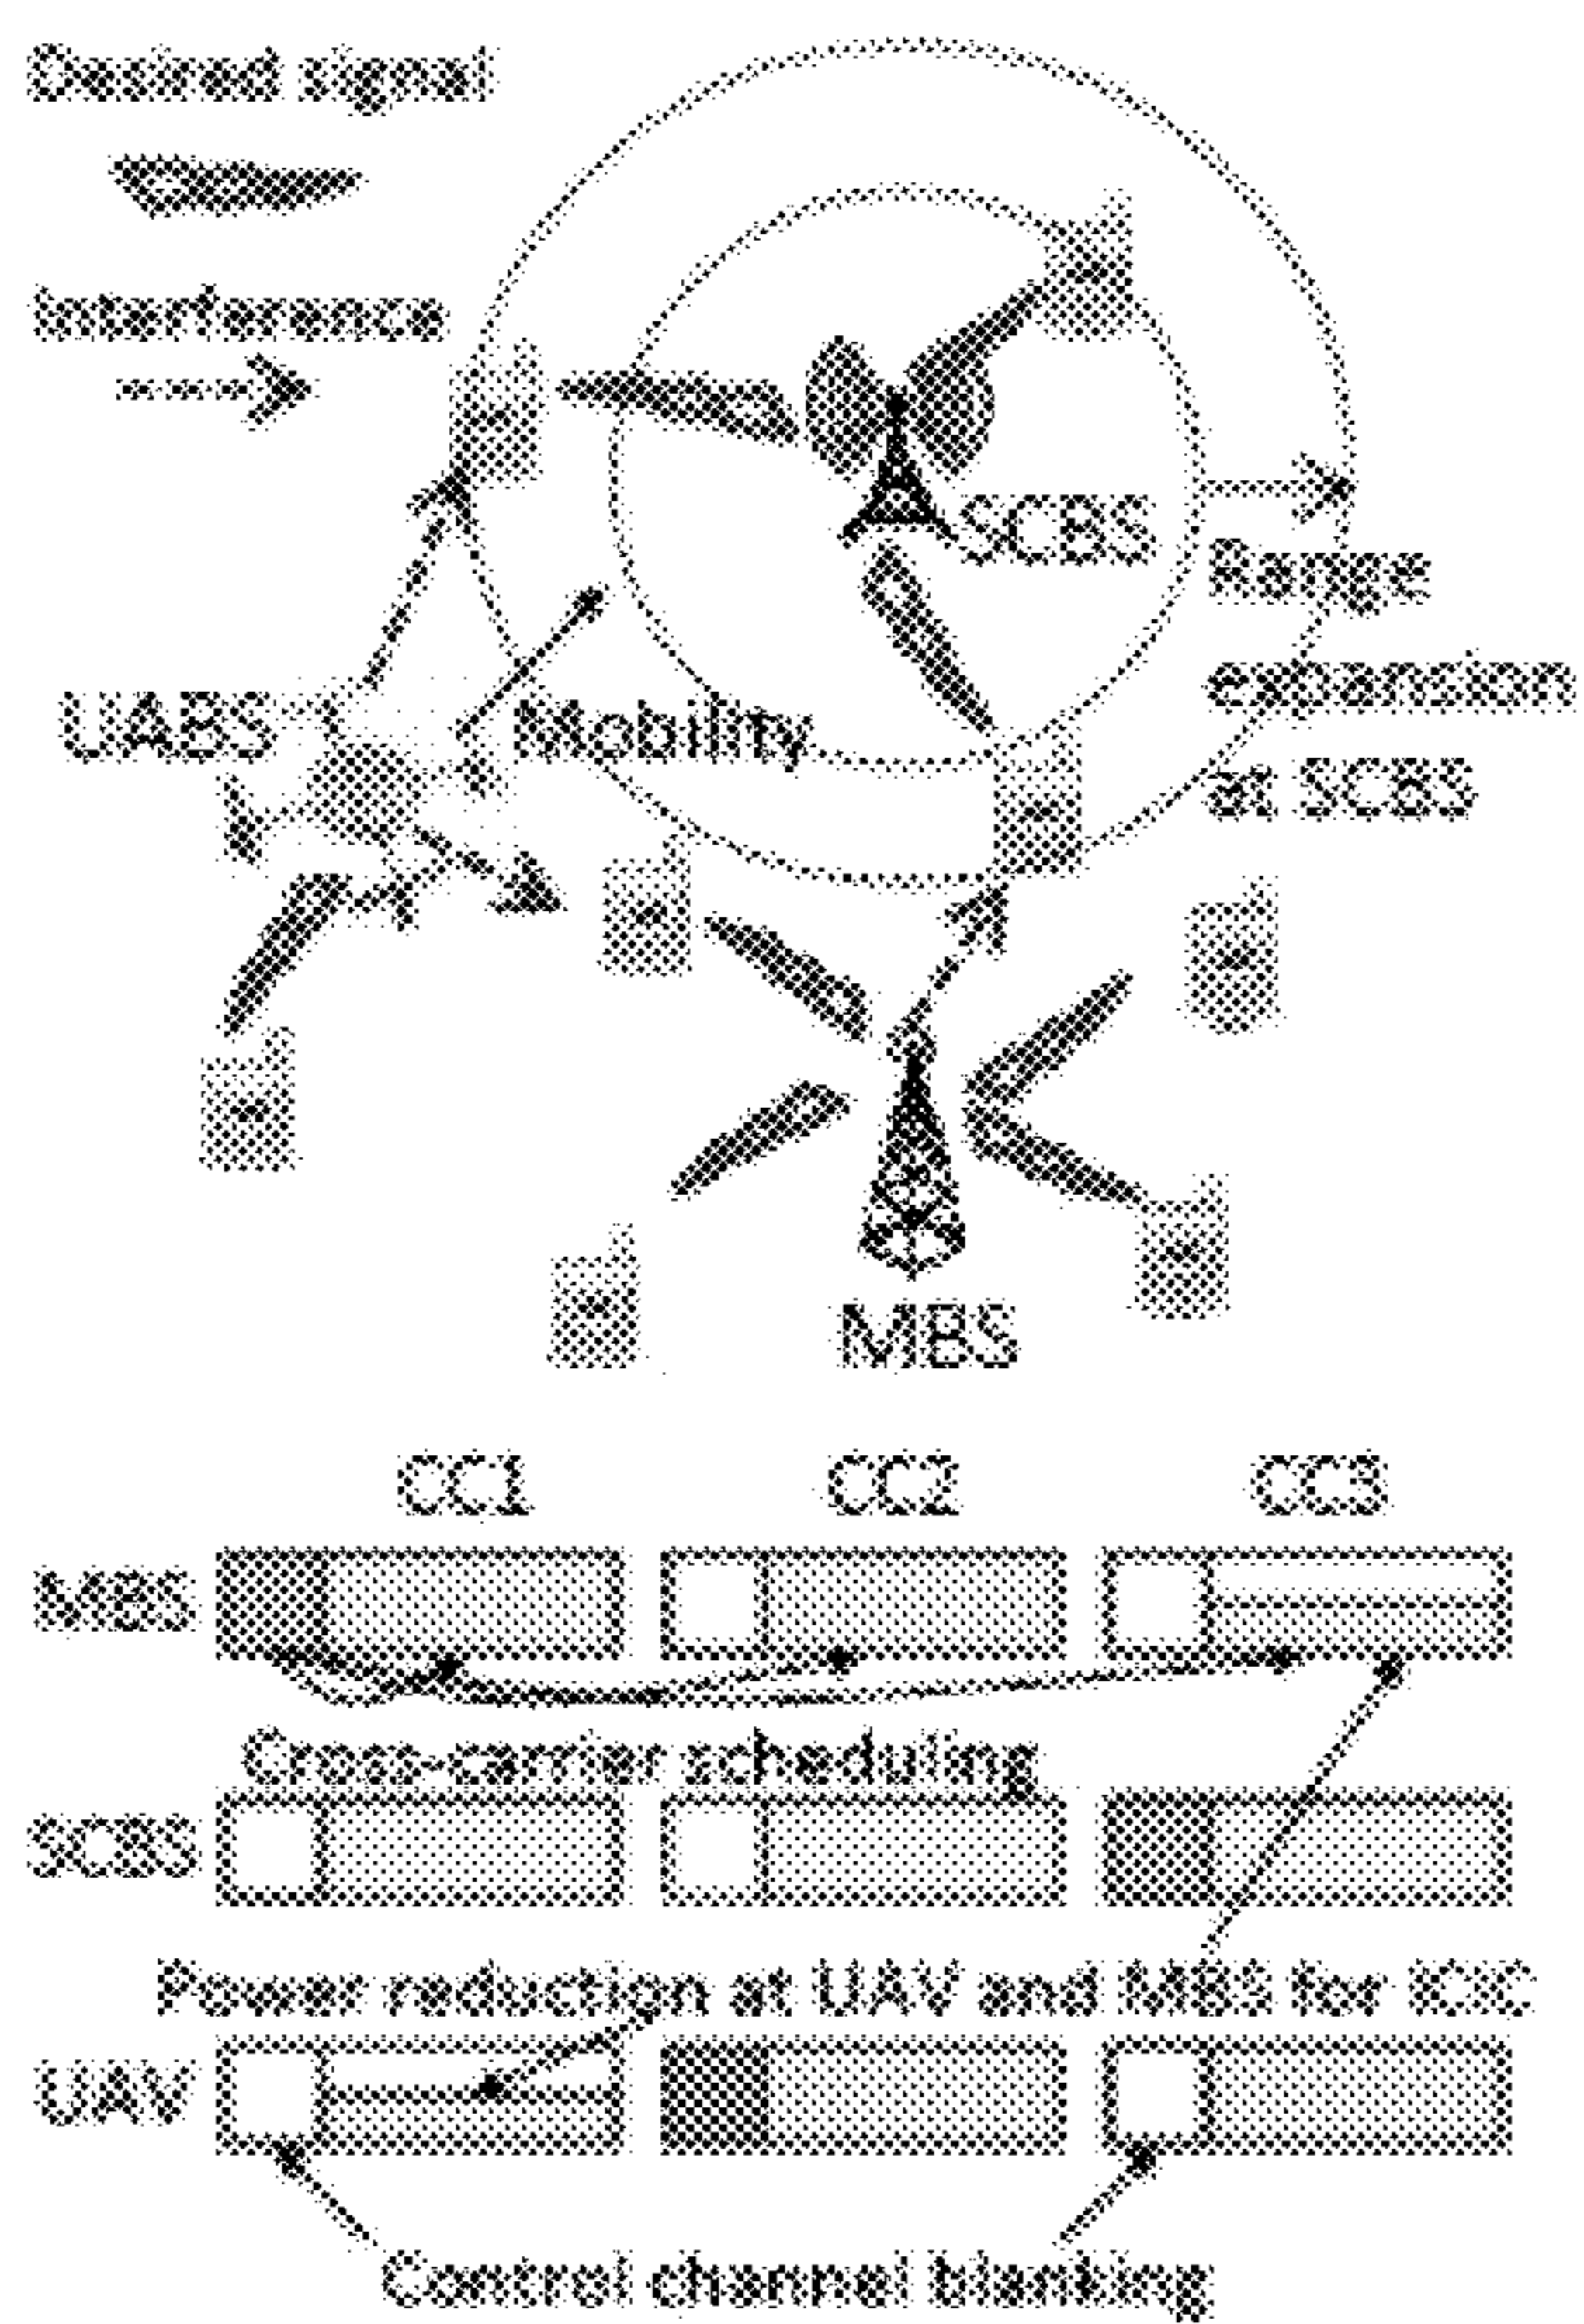 Desired signal
Interference
SCBS
Range
expansion
at SCBS
UABS
Mobility
MBS
CC1 CC2 CC3
MBS
Cross-carrier scheduling
SCBS
Power reduction at UAV and MBS for ICIC
UAV
Control channel blanking